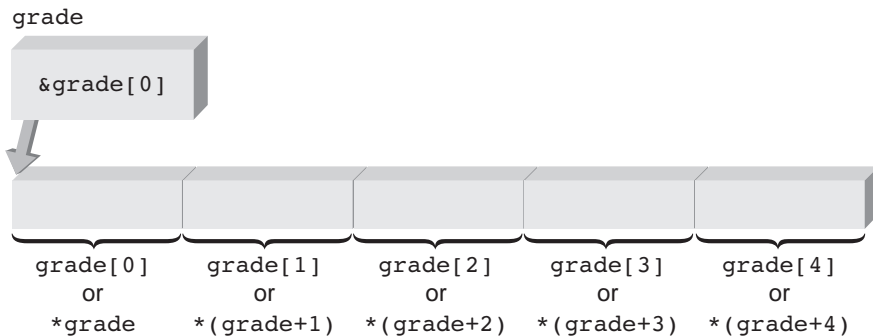 grade
&grade[0]
grade[0] grade[1] grade[2] grade[3] grade[4]
or or or or or
*grade *(grade+1) *(grade+2) *(grade+3) *(grade+4)